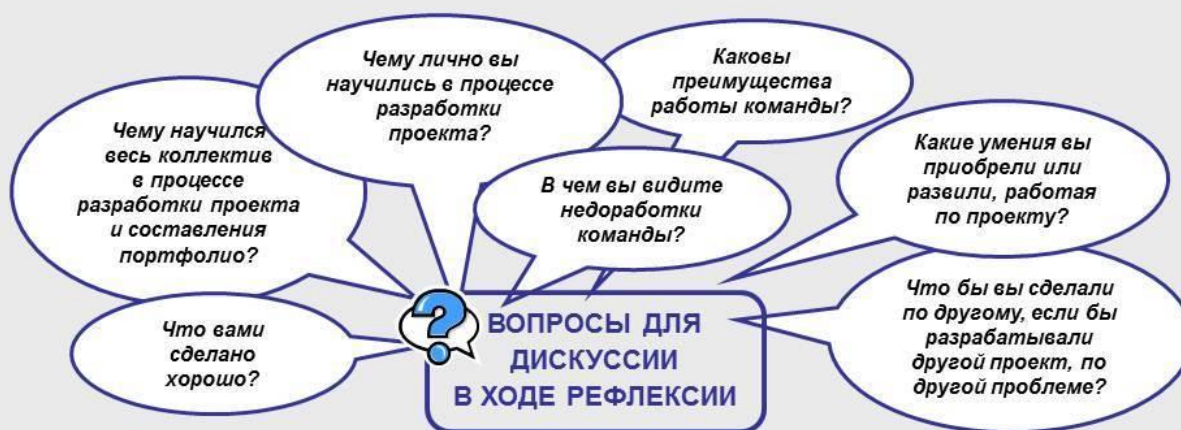 Чему лично вы
научились в процессе
разработки
проекта?
Каковы
преимущества
работы команды?
Чему научился
весь коллектив
в процессе
разработки проекта
и составления
портфолио?
В чем вы видите
недоработки
команды?
Какие умения вы
приобрели или
развили, работая
по проекту?
Что вами
сделано
хорошо?
?
ВОПРОСЫ ДЛЯ
ДИСКУССИИ
В ХОДЕ РЕФЛЕКСИИ
Что бы вы сделали
по другому, если бы
разрабатывали
другой проект, по
другой проблеме?